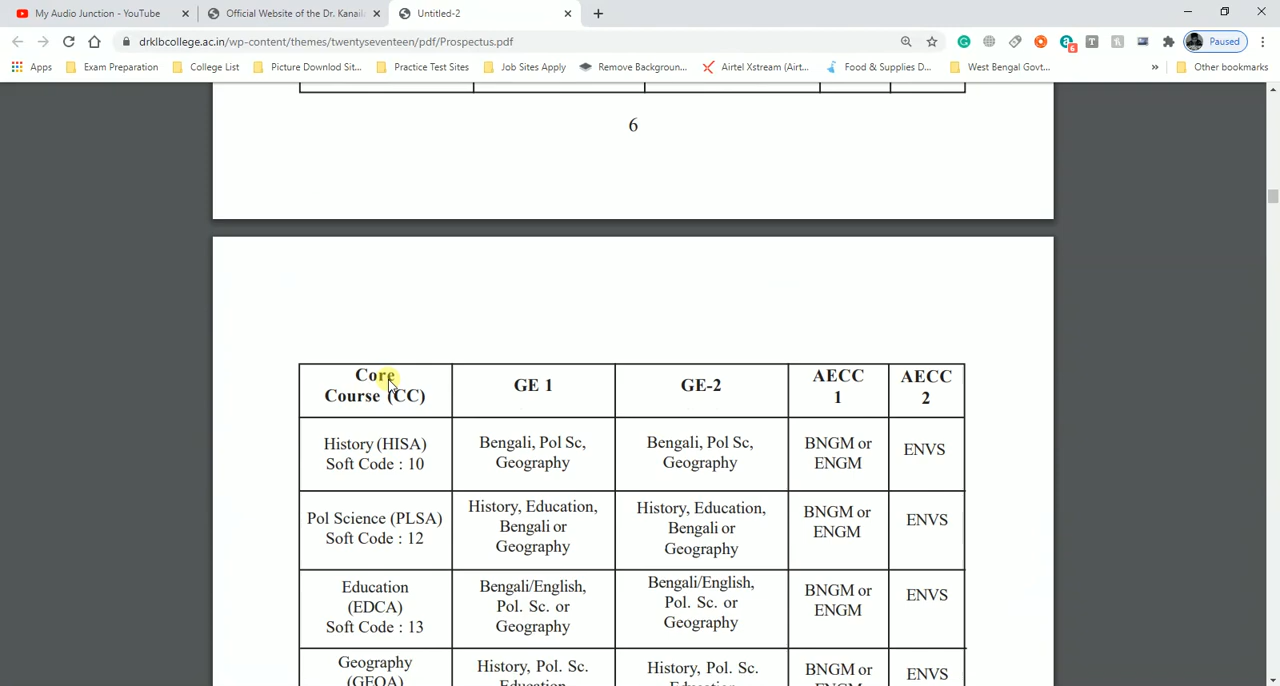 My Audio Junction - YouTube
Official Website of the Dr. Kanail
Untitled-2
drklbcollege.ac.in/wp-content/themes/twentyseventeen/pdf/Prospectus.pdf
Paused
Apps
Exam Preparation
College List
Picture Downlod Sit...
Practice Test Sites
Job Sites Apply
Remove Backgroun...
Airtel Xstream (Airt...
Food & Supplies D...
West Bengal Govt...
Other bookmarks
6
Core
Course (CC)
GE 1
GE-2
AECC
1
AECC
2
History (HISA)
Soft Code : 10
Bengali, Pol Sc,
Geography
Bengali, Pol Sc,
Geography
BNGM or
ENGM
ENVS
Pol Science (PLSA)
Soft Code : 12
History, Education,
Bengali or
Geography
History, Education,
Bengali or
Geography
BNGM or
ENGM
ENVS
Education
(EDCA)
Soft Code : 13
Bengali/English,
Pol. Sc. or
Geography
Bengali/English,
Pol. Sc. or
Geography
BNGM or
ENGM
ENVS
Geography
(GEOA)
History, Pol. Sc.
Education
History, Pol. Sc.
Education
BNGM or
ENGM
ENVS